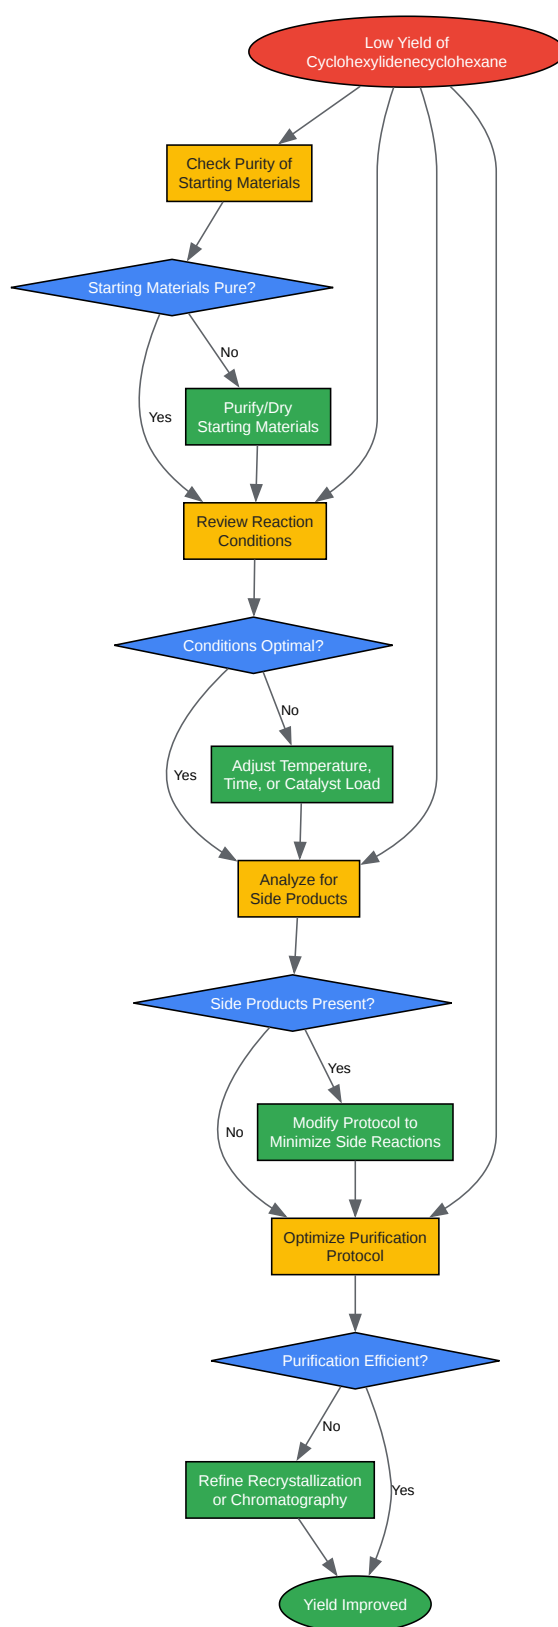 Low Yield of
Cyclohexylidenecyclohexane
Check Purity of
Starting Materials
Starting Materials Pure?
No
Yes
Purify/Dry
Starting Materials
Review Reaction
Conditions
Conditions Optimal?
No
Yes
Adjust Temperature,
Time, or Catalyst Load
Analyze for
Side Products
Side Products Present?
Yes
No
Modify Protocol to
Minimize Side Reactions
Optimize Purification
Protocol
Purification Efficient?
No
Yes
Refine Recrystallization
or Chromatography
Yield Improved